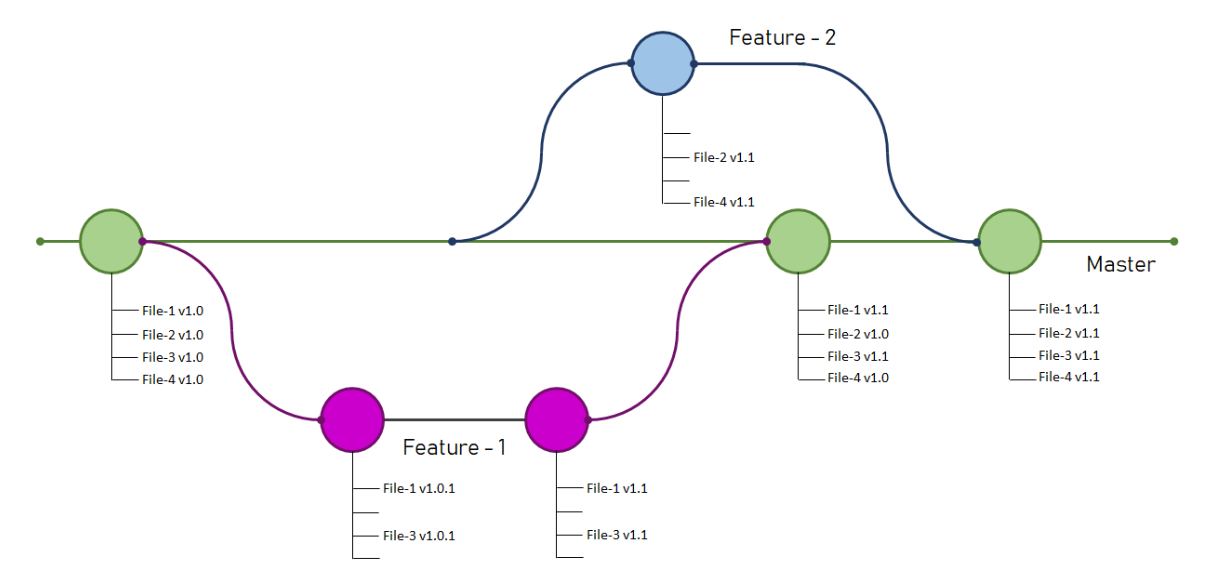 Feature - 2
File-2 v1.1
File-4 v1.1
Master
File-1 v1.0
File-2 v1.0
File-3 v1.0
File-4 v1.0
File-1 v1.1
File-2 v1.0
File-3 v1.1
File-4 v1.0
File-1 v1.1
File-2 v1.1
File-3 v1.1
File-4 v1.1
Feature - 1
File-1 v1.0.1
File-3 v1.0.1
File-1 v1.1
File-3 v1.1